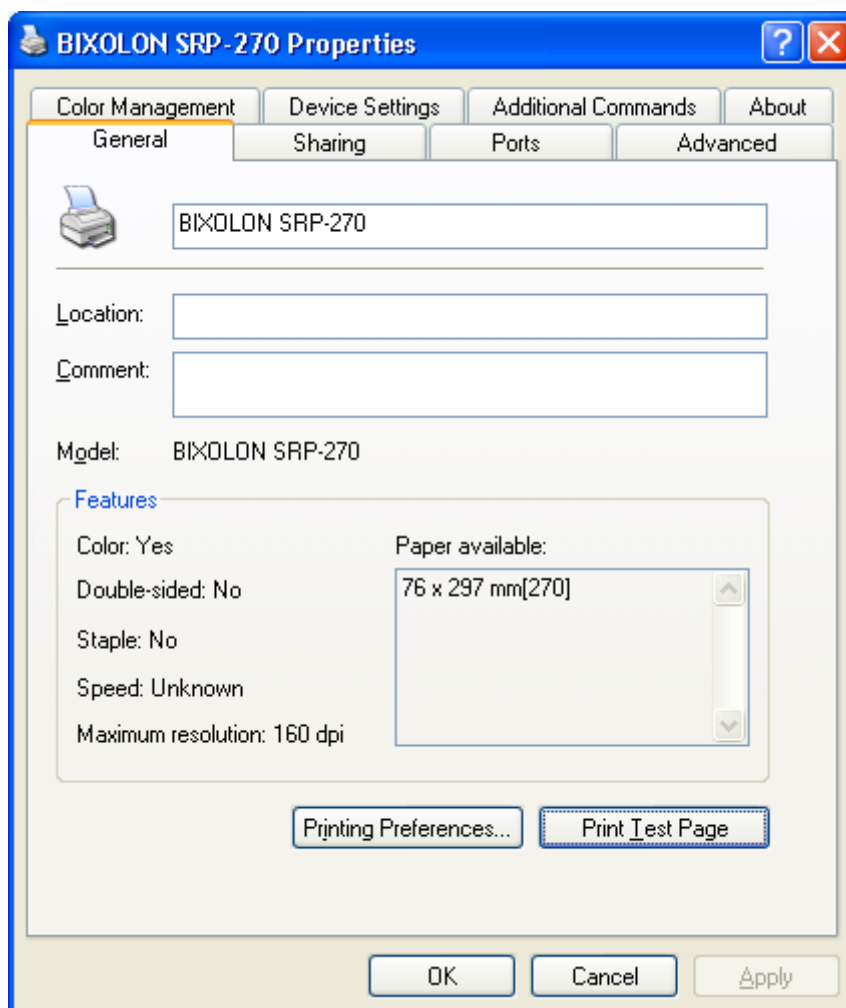 BIXOLON SRP-270 Properties
Color Management Device Settings Additional Commands About
General Sharing Ports Advanced
BIXOLON SRP-270
Location:
Comment:
Model: BIXOLON SRP-270
Features
Color: Yes Paper available:
Double-sided: No 76 x 297 mm[270]
Staple: No
Speed: Unknown
Maximum resolution: 160 dpi
Printing Preferences... Print Test Page
OK Cancel Apply